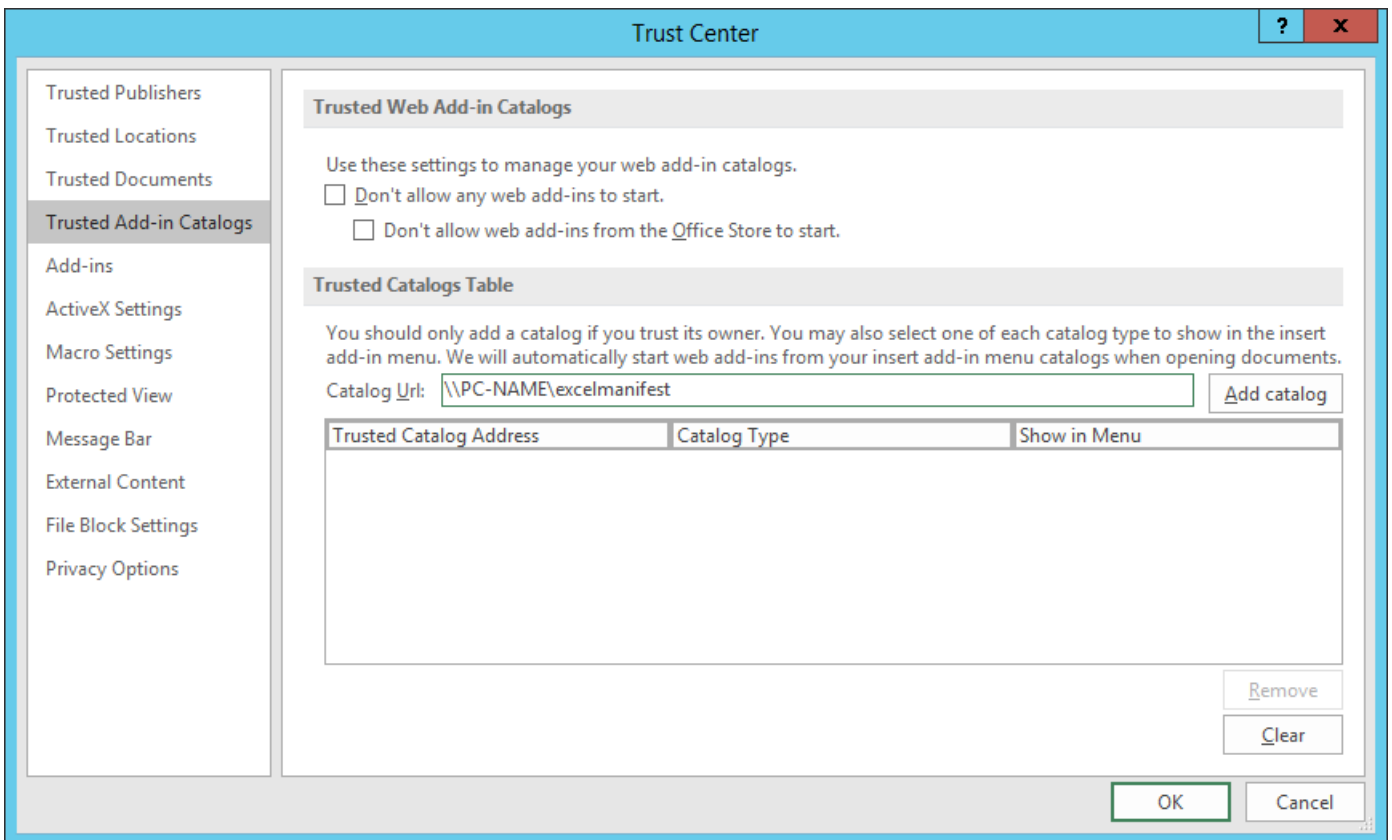 Trust Center
?
x
Trusted Publishers
Trusted Locations
Trusted Documents
Trusted Add-in Catalogs
Add-ins
ActiveX Settings
Macro Settings
Protected View
Message Bar
External Content
File Block Settings
Privacy Options
Trusted Web Add-in Catalogs
Use these settings to manage your web add-in catalogs.
Don't allow any web add-ins to start.
Don't allow web add-ins from the Office Store to start.
Trusted Catalogs Table
You should only add a catalog if you trust its owner. You may also select one of each catalog type to show in the insert
add-in menu. We will automatically start web add-ins from your insert add-in menu catalogs when opening documents.
Catalog Url: \\PC-NAME\excelmanifest Add catalog
Trusted Catalog Address Catalog Type Show in Menu
Remove
Clear
OK Cancel